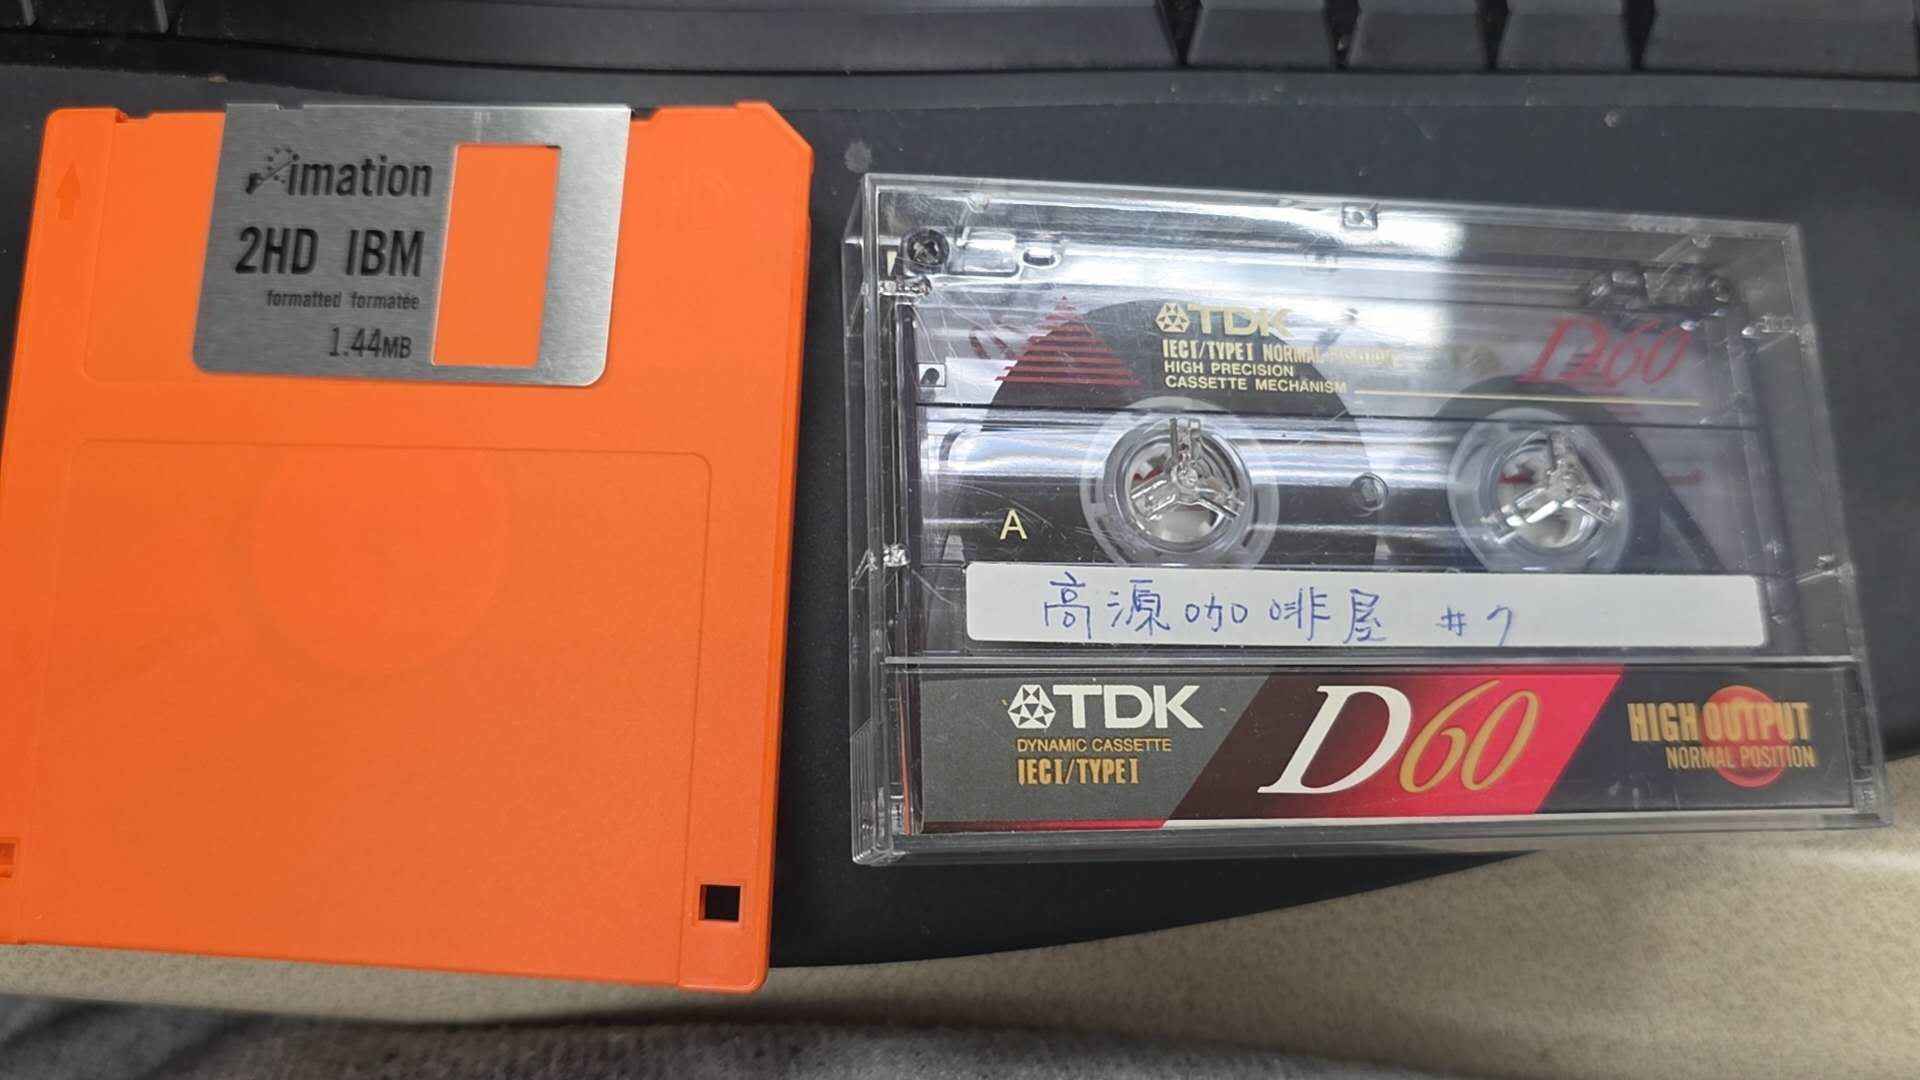 imation
2HD IBM
formatted formatée
1.44MB
TDK
IECI/TYPEI NORMAL POSITION
HIGH PRECISION
CASSETTE MECHANISM
D60
A
高源咖啡屋 #7
TDK
DYNAMIC CASSETTE
IECI/TYPEI
D60
HIGH OUTPUT
NORMAL POSITION